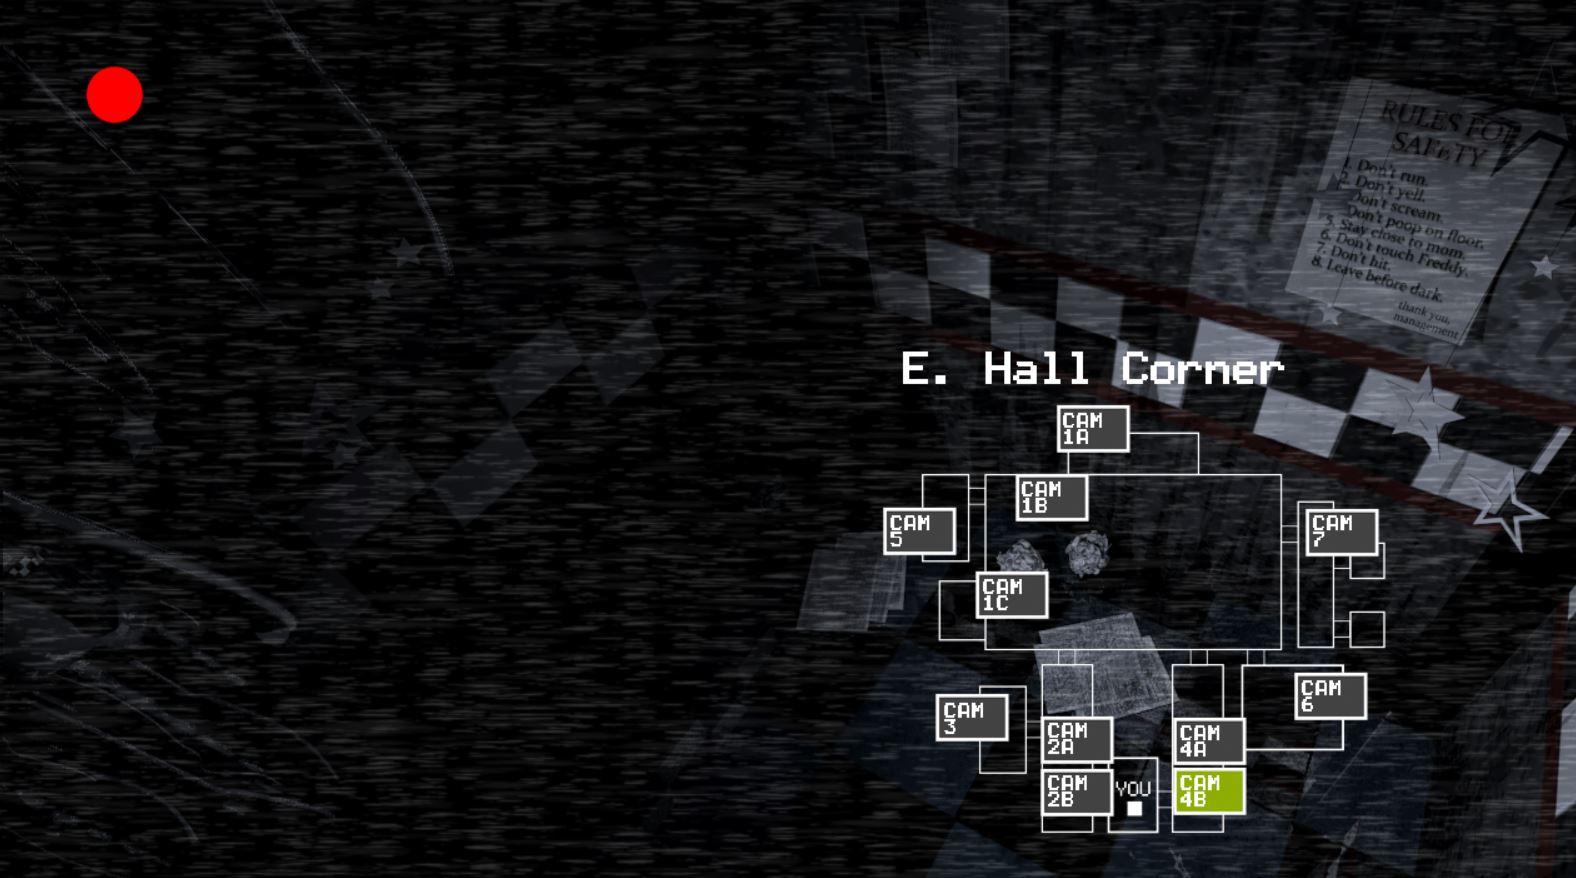 RULES FOR
SAFETY
1. Don't run.
2. Don't yell.
Don't scream.
Don't poop on floor.
5. Stay close to mom.
6. Don't touch Freddy.
7. Don't hit.
8. Leave before dark.
thank you,
management
E. Hall Corner
CAM
1A
CAM
1B
CAM
5
CAM
7
CAM
1C
CAM
3
CAM
6
CAM
2A
CAM
4A
CAM
2B
YOU
CAM
4B